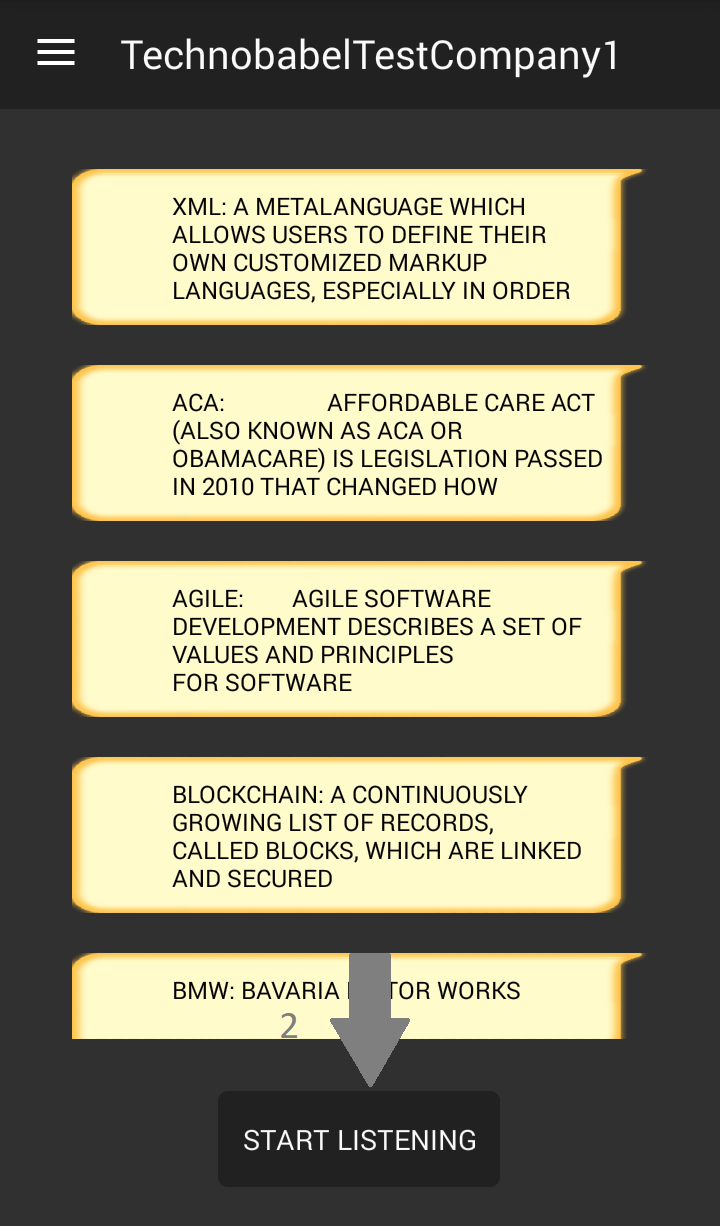 TechnobabelTestCompany1
XML: A METALANGUAGE WHICH
ALLOWS USERS TO DEFINE THEIR
OWN CUSTOMIZED MARKUP
LANGUAGES, ESPECIALLY IN ORDER
ACA: AFFORDABLE CARE ACT
(ALSO KNOWN AS ACA OR
OBAMACARE) IS LEGISLATION PASSED
IN 2010 THAT CHANGED HOW
AGILE: AGILE SOFTWARE
DEVELOPMENT DESCRIBES A SET OF
VALUES AND PRINCIPLES
FOR SOFTWARE
BLOCKCHAIN: A CONTINUOUSLY
GROWING LIST OF RECORDS,
CALLED BLOCKS, WHICH ARE LINKED
AND SECURED
BMW: BAVARIA WORKS
2
START LISTENING